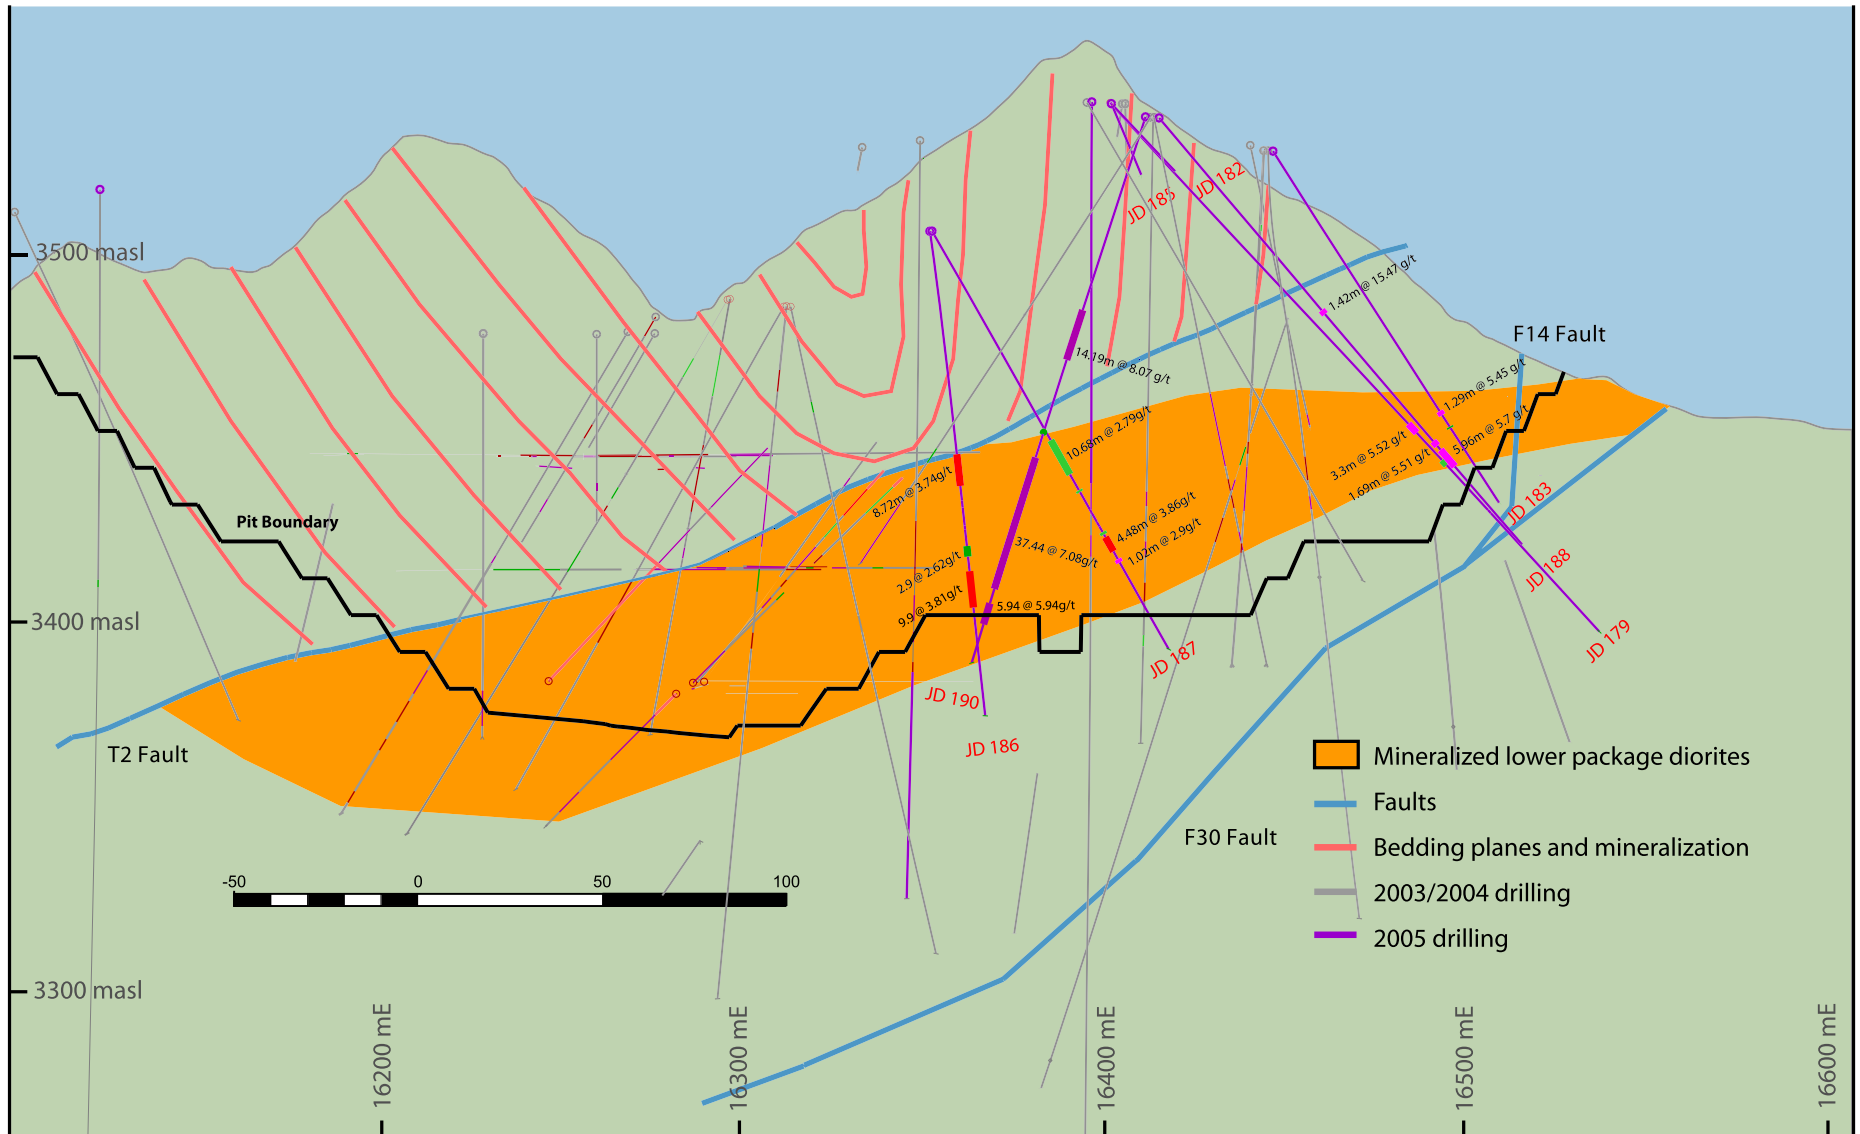 JD 182
JD 185
3500 masl
1.42m @ 15.47 g/t
F14 Fault
14.19m @ 8.07 g/t
1.29m @ 5.45 g/t
10.68m @ 2.79g/t
5.96m @ 5.7 g/t
3.3m @ 5.52 g/t
1.69m @ 5.51 g/t
8.72m @ 3.74g/t
JD 183
4.48m @ 3.86g/t
Pit Boundary
1.02m @ 2.9g/t
37.44 @ 7.08g/t
2.9 @ 2.62g/t
JD 188
9.9 @ 3.81g/t
5.94 @ 5.94g/t
3400 masl
JD 179
JD 187
JD 190
JD 186
T2 Fault
Mineralized lower package diorites
Faults
F30 Fault
Bedding planes and mineralization
-50 0 50 100
2003/2004 drilling
2005 drilling
3300 masl
16200 mE
16300 mE
16400 mE
16500 mE
16600 mE